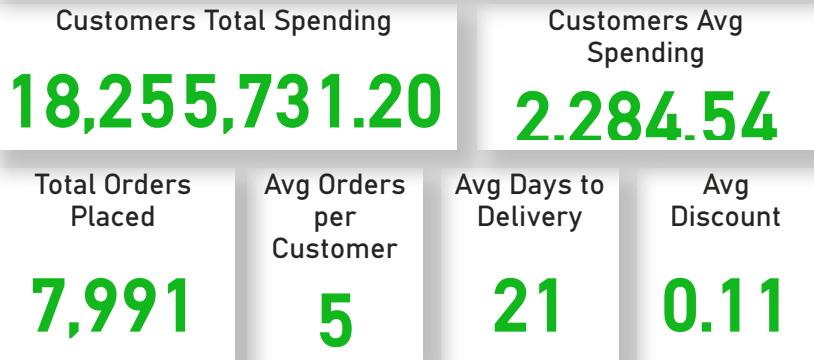 Customers Total Spending
18,255,731.20
Customers Avg
Spending
2,284.54
Total Orders
Placed
7,991
Avg Orders
per
Customer
5
Avg Days to
Delivery
21
Avg
Discount
0.11